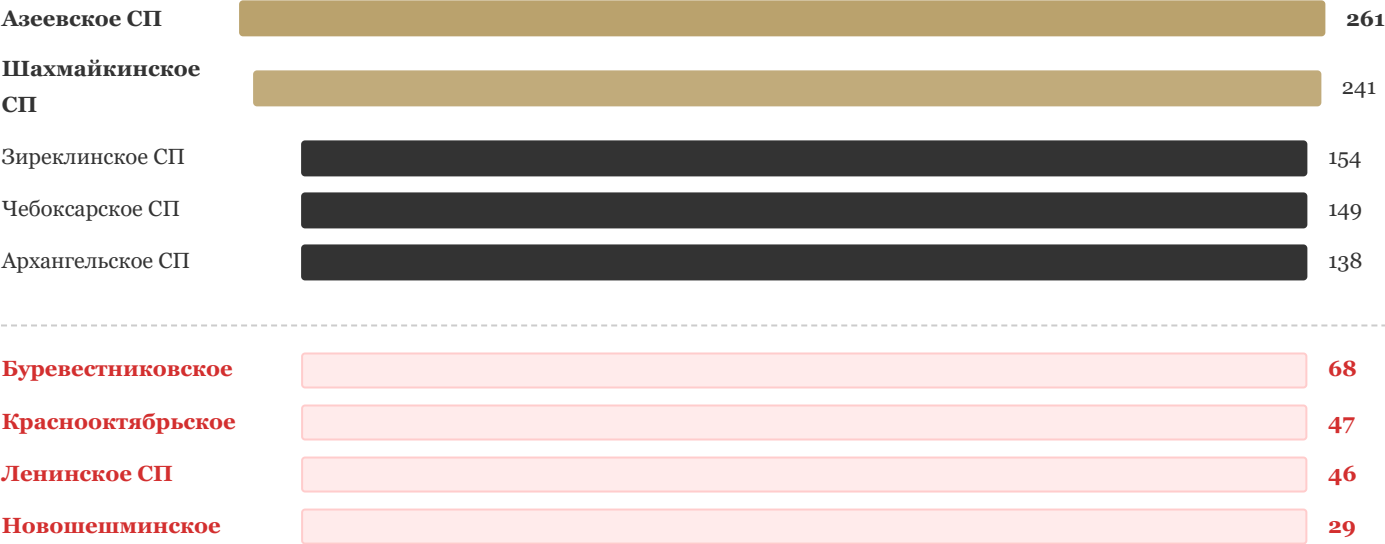 Азеевское СП 261
Шахмайкинское
СП 241
Зиреклинское СП 154
Чебоксарское СП 149
Архангельское СП 138
Буревестниковское 68
Краснооктябрьское 47
Ленинское СП 46
Новошешминское 29